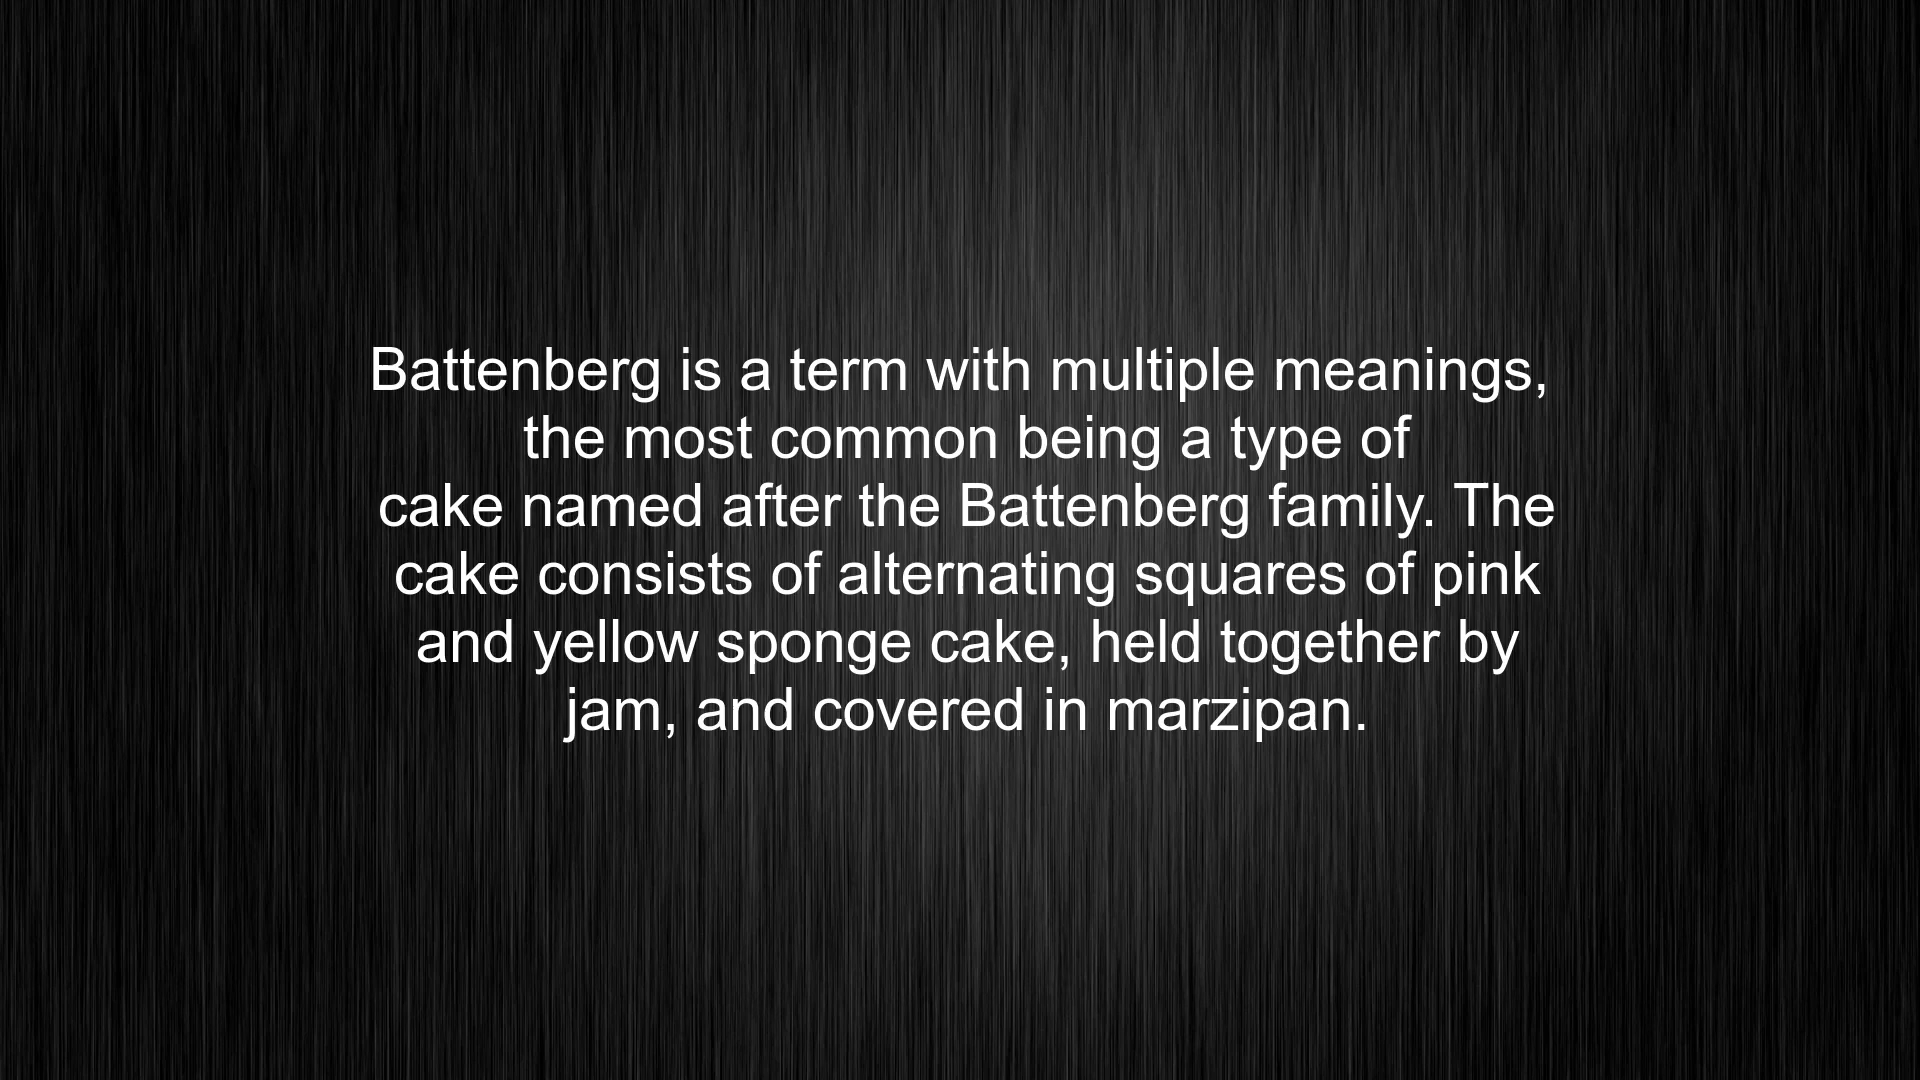 Battenberg is a term with multiple meanings,
the most common being a type of
cake named after the Battenberg family. The
cake consists of alternating squares of pink
and yellow sponge cake, held together by
jam, and covered in marzipan.